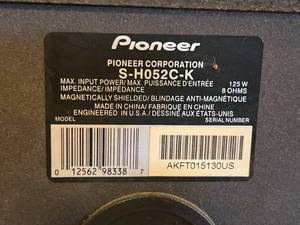 Pioneer
PIONEER CORPORATION
S-H052C-K
MAX. INPUT POWER/ MAX. PUISSANCE D'ENTRÉE 125 W
IMPEDANCE/ IMPÉDANCE 8 OHMS
MAGNETICALLY SHIELDED/ BLINDAGE ANTI-MAGNÉTIQUE
MADE IN CHINA/ FABRIQUÉ EN CHINE
ENGINEERED IN U.S.A./ DESSINÉ AUX ÉTATS-UNIS
MODEL SERIAL NUMBER
0 12562 98338 7
AKFT015130US